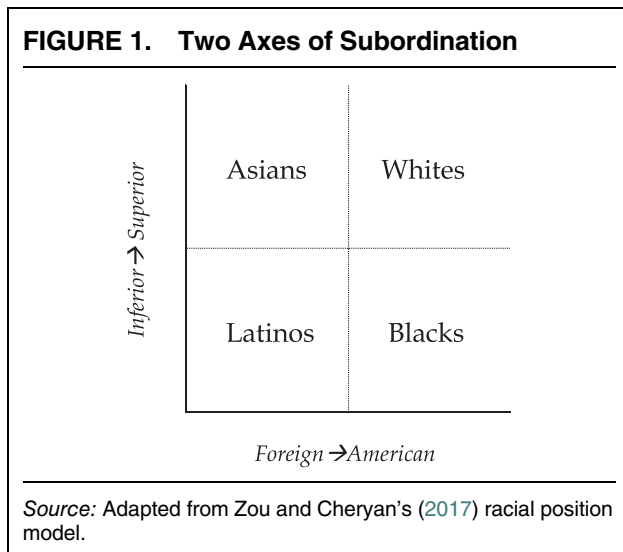 FIGURE 1. Two Axes of Subordination
Inferior → Superior
Asians Whites
Latinos Blacks
Foreign →American
Source: Adapted from Zou and Cheryan's (2017) racial position
model.